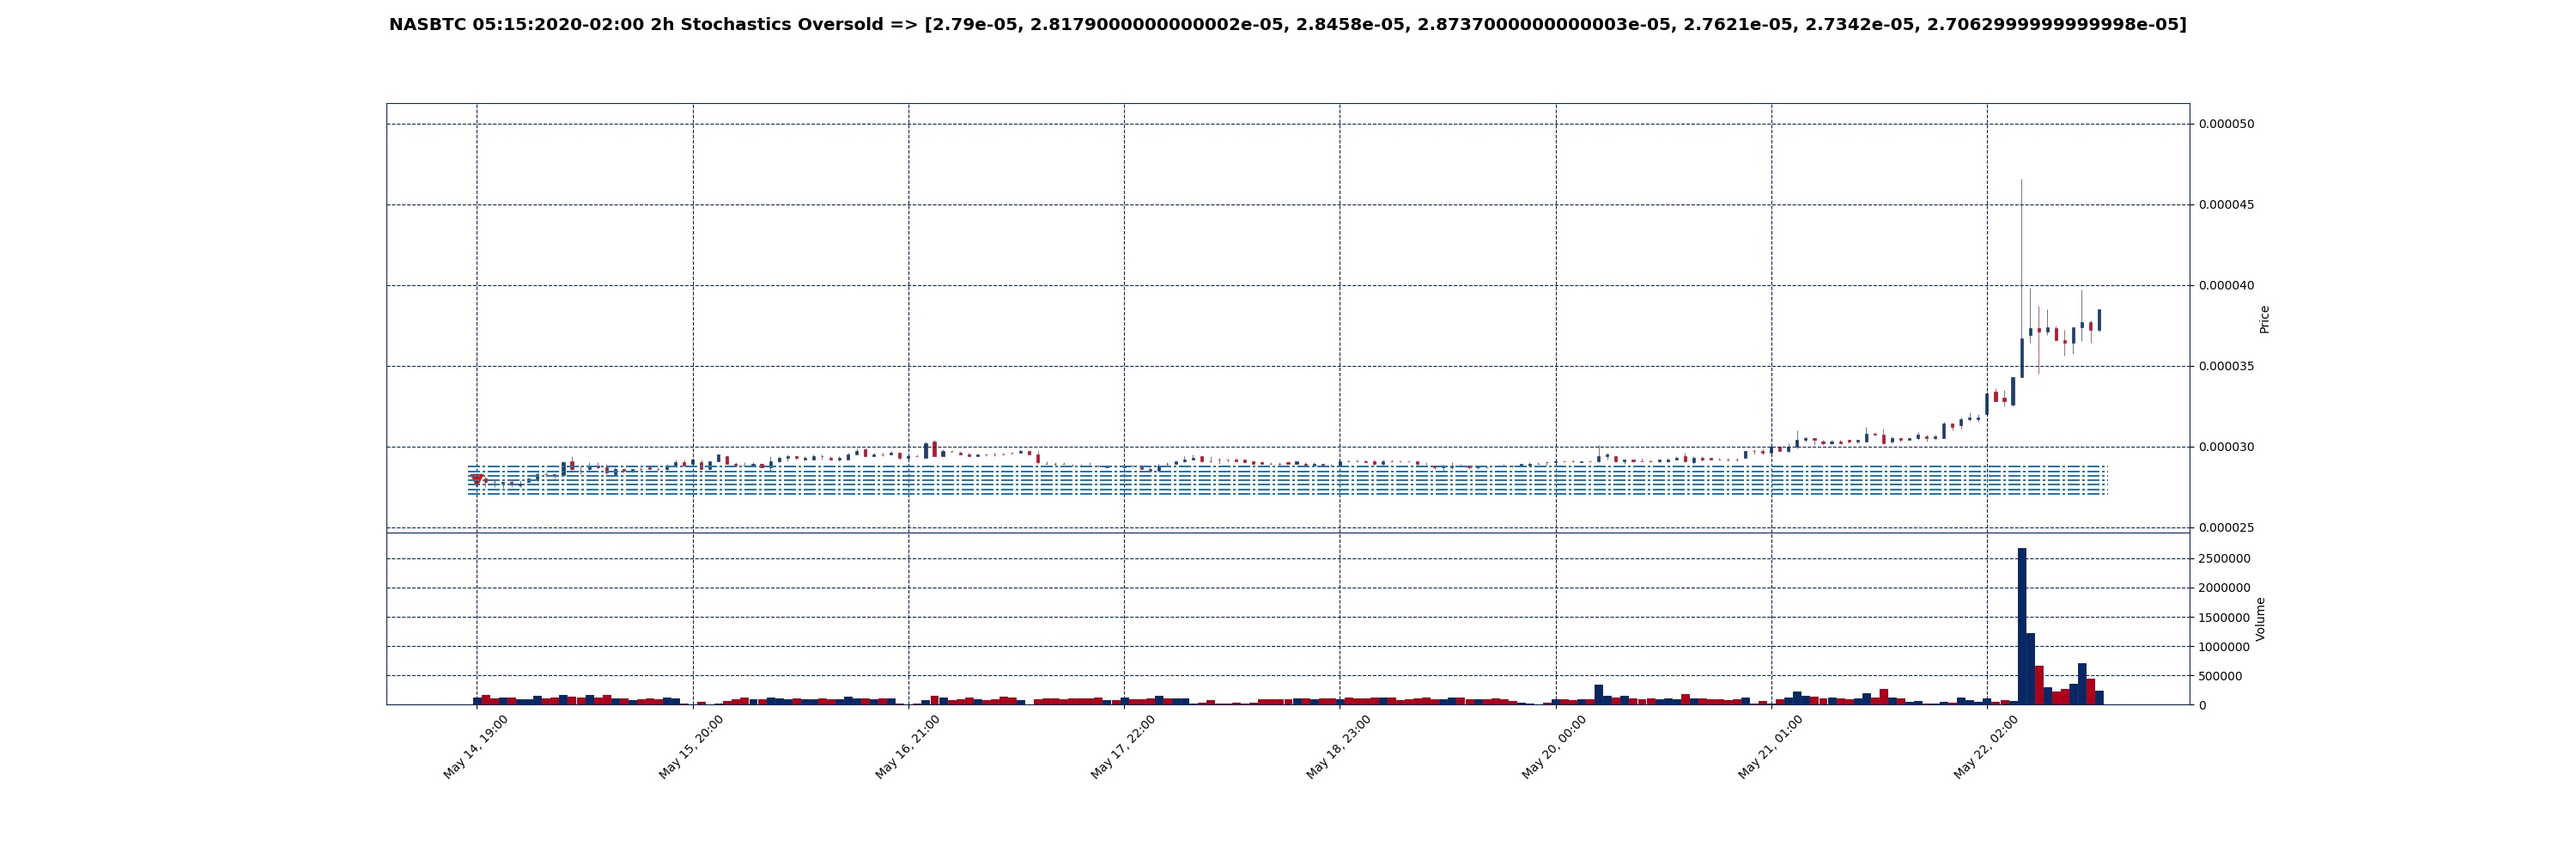 NASBTC 05:15:2020-02:00 2h Stochastics Oversold => [2.79e-05, 2.8179000000000002e-05, 2.8458e-05, 2.8737000000000003e-05, 2.7621e-05, 2.7342e-05, 2.7062999999999998e-05]
0.000050
0.000045
0.000040
Price
0.000035
0.000030
0.000025
2500000
2000000
1500000
Volume
1000000
500000
0
May 14, 19:00
May 15, 20:00
May 16, 21:00
May 17, 22:00
May 18, 23:00
May 20, 00:00
May 21, 01:00
May 22, 02:00